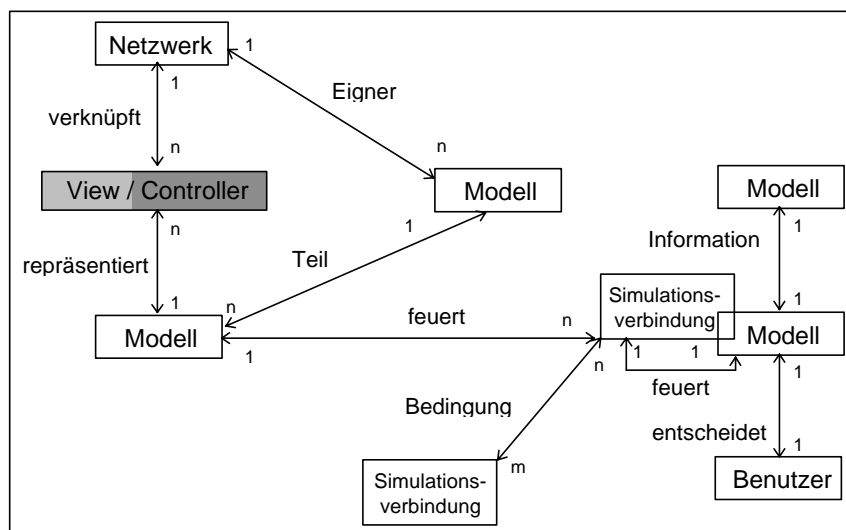 Netzwerk
1
1
Eigner
verknüpft
n
n
View / Controller
Modell
Modell
n
1
1
Information
repräsentiert
Teil
1
n
1
Simulations-
verbindung
feuert
n
Modell
Modell
1
1
1
n
1
feuert
Bedingung
entscheidet
m
1
Simulations-
verbindung
Benutzer